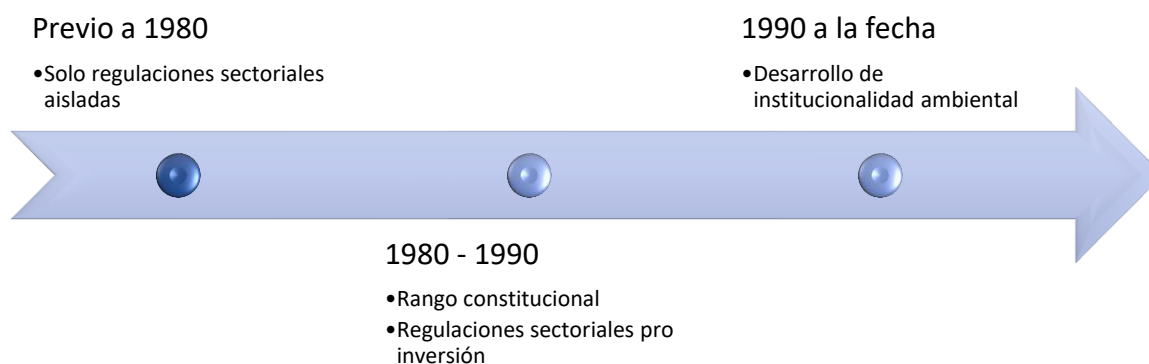 Previo a 1980
•Solo regulaciones sectoriales
aisladas
1980 - 1990
•Rango constitucional
•Regulaciones sectoriales pro
inversión
1990 a la fecha
•Desarrollo de
institucionalidad ambiental